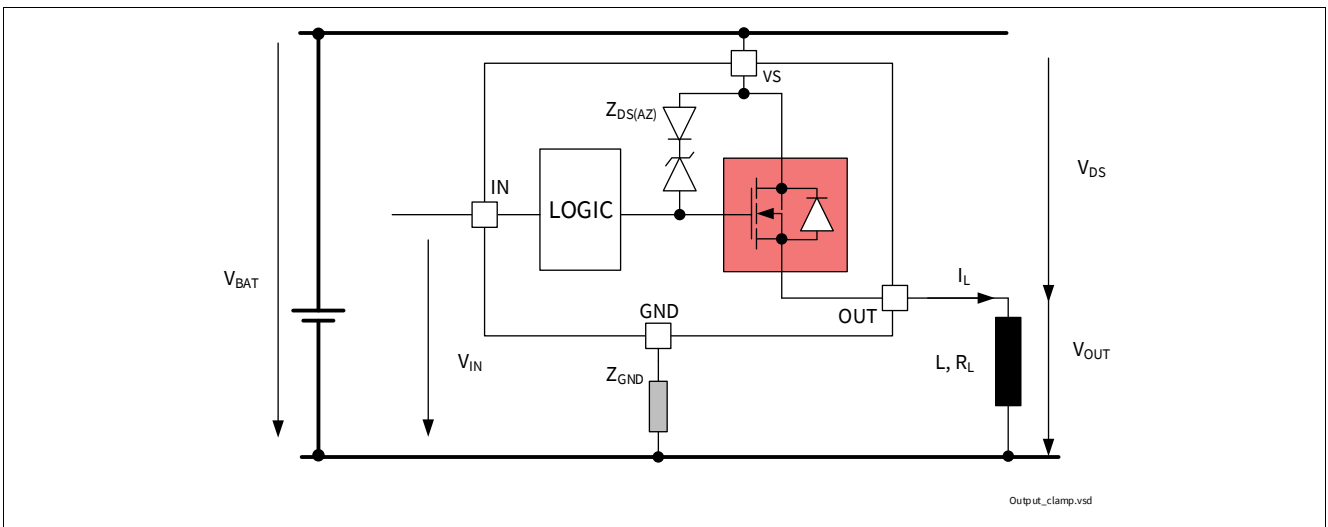 VS
ZDS(AZ)
VDS
IN
LOGIC
VBAT
IL
GND
OUT
VIN
ZGND
L, RL
VOUT
Output_clamp.vsd